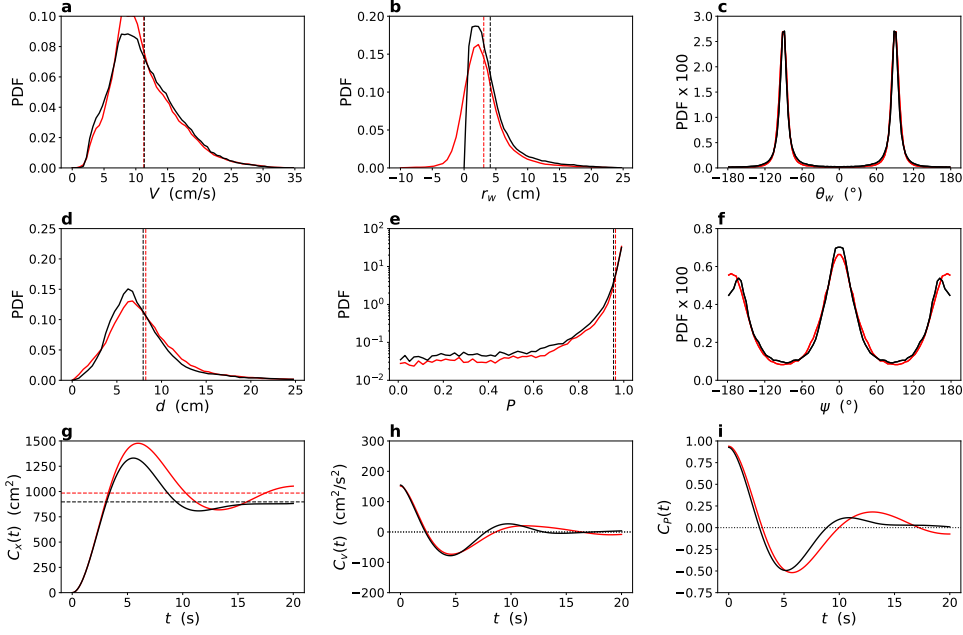 a
0.10
0.08
0.06
0.04
0.02
0.00
PDF
0 5 10 15 20 25 30 35
V (cm/s)
b
0.20
0.15
0.10
0.05
0.00
PDF
−10 −5 0 5 10 15 20 25
r_w (cm)
c
3.0
2.5
2.0
1.5
1.0
0.5
0.0
PDF x 100
−180 −120 −60 0 60 120 180
θ_w (°)
d
0.25
0.20
0.15
0.10
0.05
0.00
PDF
0 5 10 15 20 25
d (cm)
e
10^2
10^1
10^0
10^−1
10^−2
PDF
0.0 0.2 0.4 0.6 0.8 1.0
P
f
0.8
0.6
0.4
0.2
0.0
PDF x 100
−180 −120 −60 0 60 120 180
ψ (°)
g
1500
1250
1000
750
500
250
0
C_x(t) (cm²)
0 5 10 15 20
t (s)
h
300
200
100
0
−100
−200
C_v(t) (cm²/s²)
0 5 10 15 20
t (s)
i
1.00
0.75
0.50
0.25
0.00
−0.25
−0.50
−0.75
C_P(t)
0 5 10 15 20
t (s)